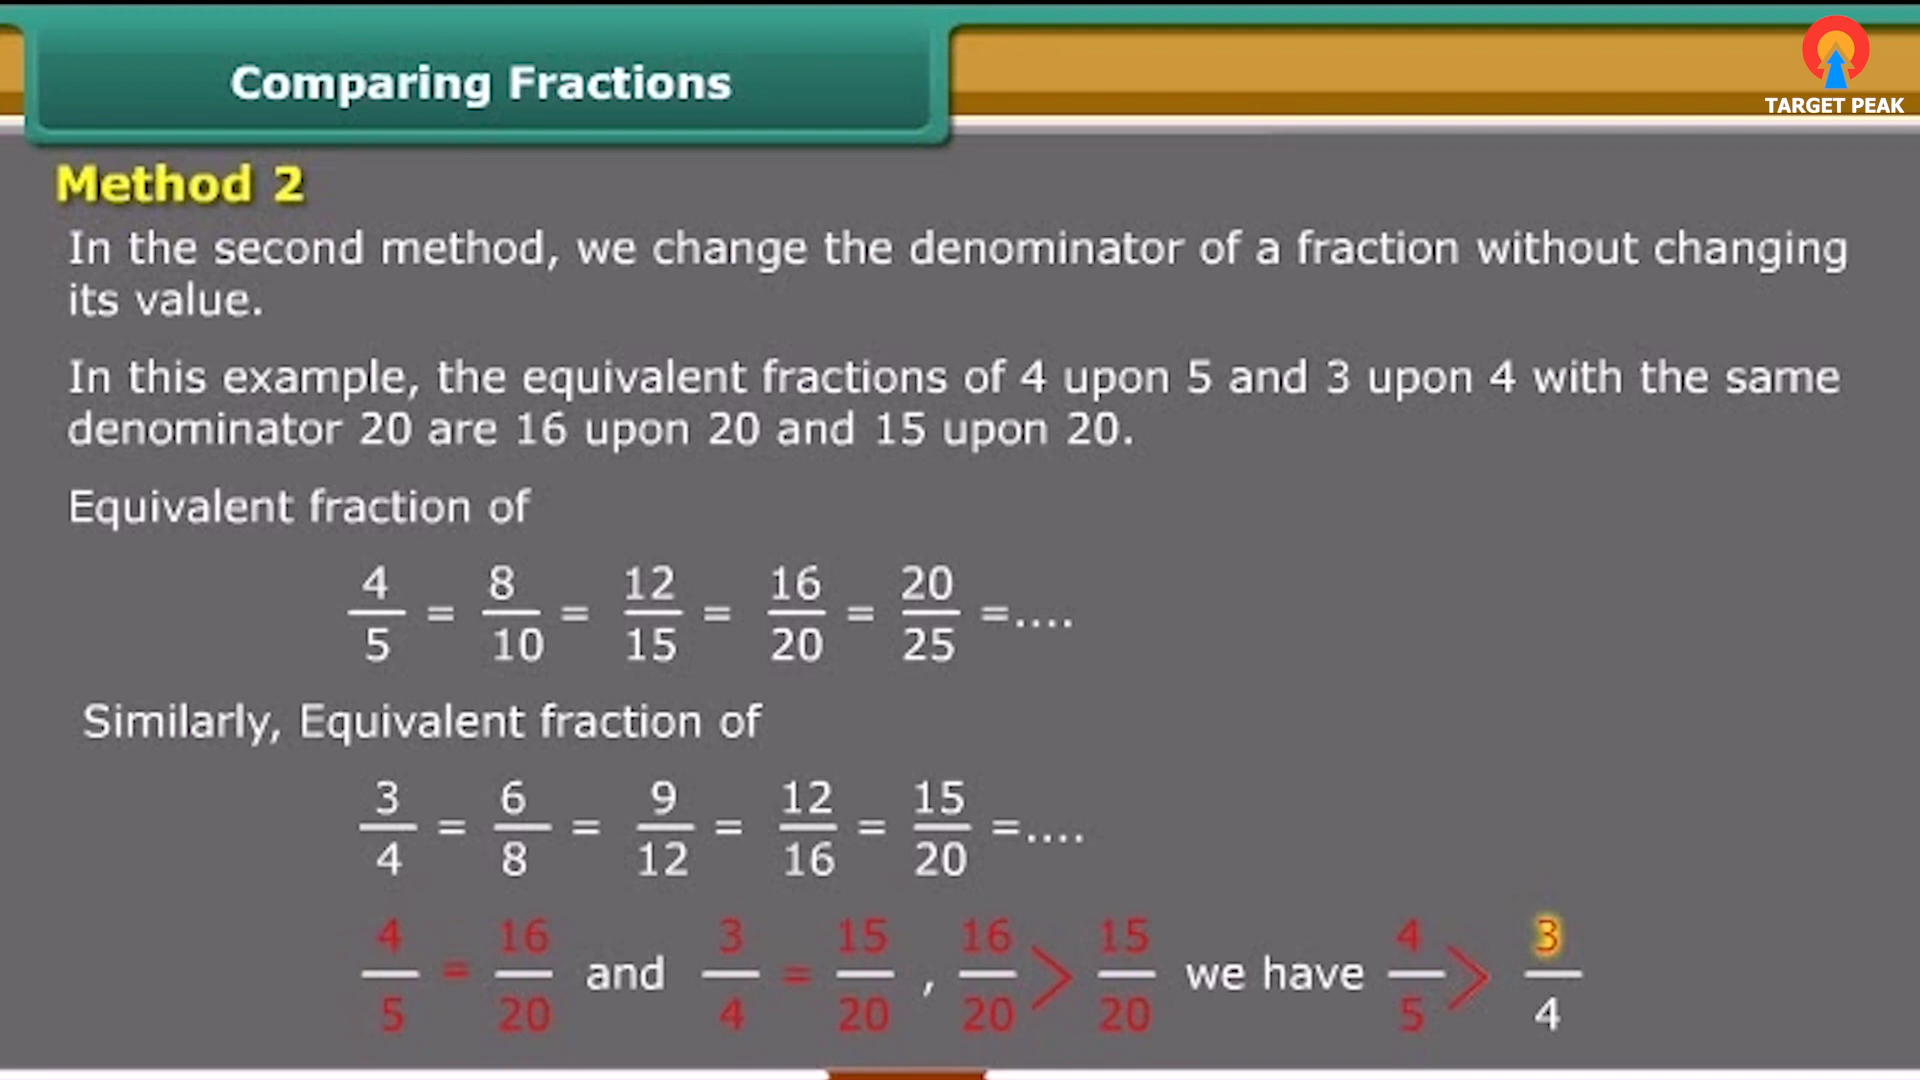 Comparing Fractions
TARGET PEAK
Method 2
In the second method, we change the denominator of a fraction without changing
its value.
In this example, the equivalent fractions of 4 upon 5 and 3 upon 4 with the same
denominator 20 are 16 upon 20 and 15 upon 20.
Equivalent fraction of
4/5 = 8/10 = 12/15 = 16/20 = 20/25 =....
Similarly, Equivalent fraction of
3/4 = 6/8 = 9/12 = 12/16 = 15/20 =....
4/5 = 16/20 and 3/4 = 15/20 , 16/20 > 15/20 we have 4/5 > 3/4